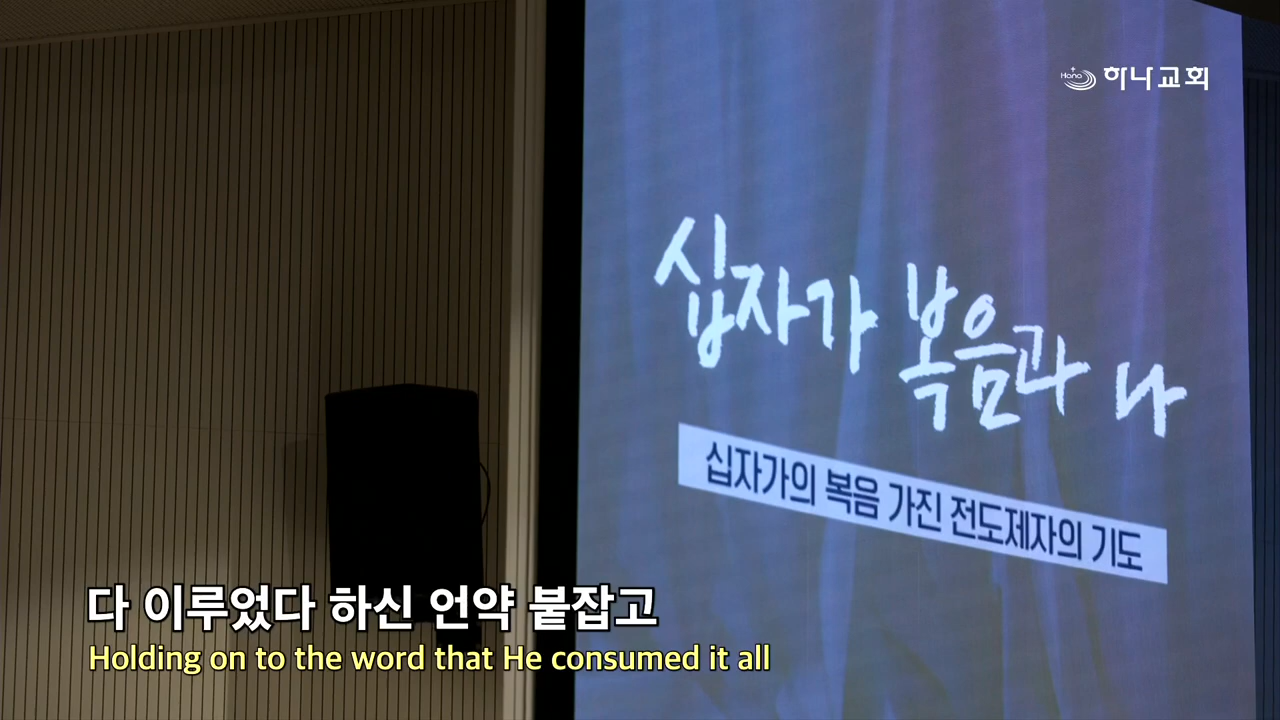 Hana 하나교회
십자가 복음과 나
십자가의 복음 가진 전도제자의 기도
다 이루었다 하신 언약 붙잡고
Holding on to the word that He consumed it all